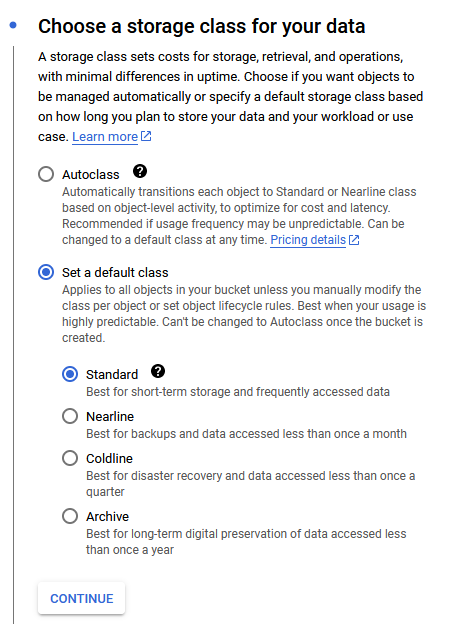 Choose a storage class for your data
A storage class sets costs for storage, retrieval, and operations,
with minimal differences in uptime. Choose if you want objects to
be managed automatically or specify a default storage class based
on how long you plan to store your data and your workload or use
case. Learn more
Autoclass ?
Automatically transitions each object to Standard or Nearline class
based on object-level activity, to optimize for cost and latency.
Recommended if usage frequency may be unpredictable. Can be
changed to a default class at any time. Pricing details
Set a default class
Applies to all objects in your bucket unless you manually modify the
class per object or set object lifecycle rules. Best when your usage is
highly predictable. Can't be changed to Autoclass once the bucket is
created.
Standard ?
Best for short-term storage and frequently accessed data
Nearline
Best for backups and data accessed less than once a month
Coldline
Best for disaster recovery and data accessed less than once a
quarter
Archive
Best for long-term digital preservation of data accessed less
than once a year
CONTINUE